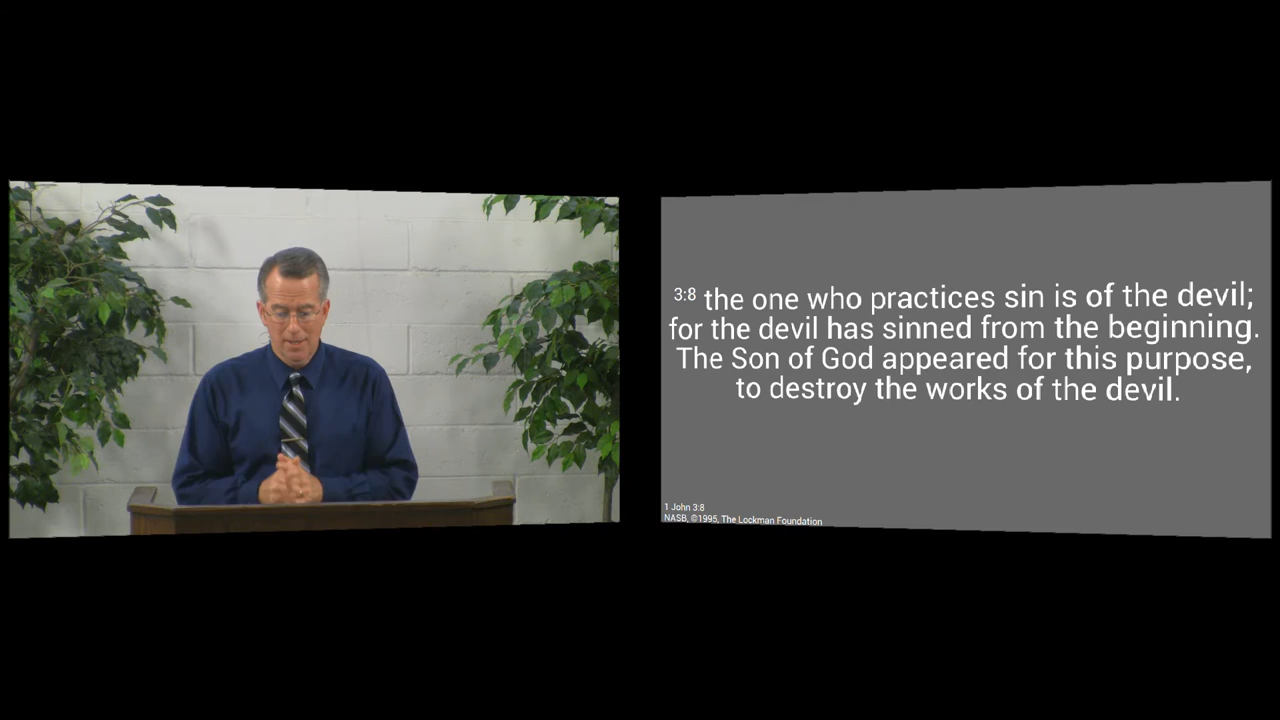 3:8 the one who practices sin is of the devil;
for the devil has sinned from the beginning.
The Son of God appeared for this purpose,
to destroy the works of the devil.
1 John 3:8
NASB, ©1995, The Lockman Foundation